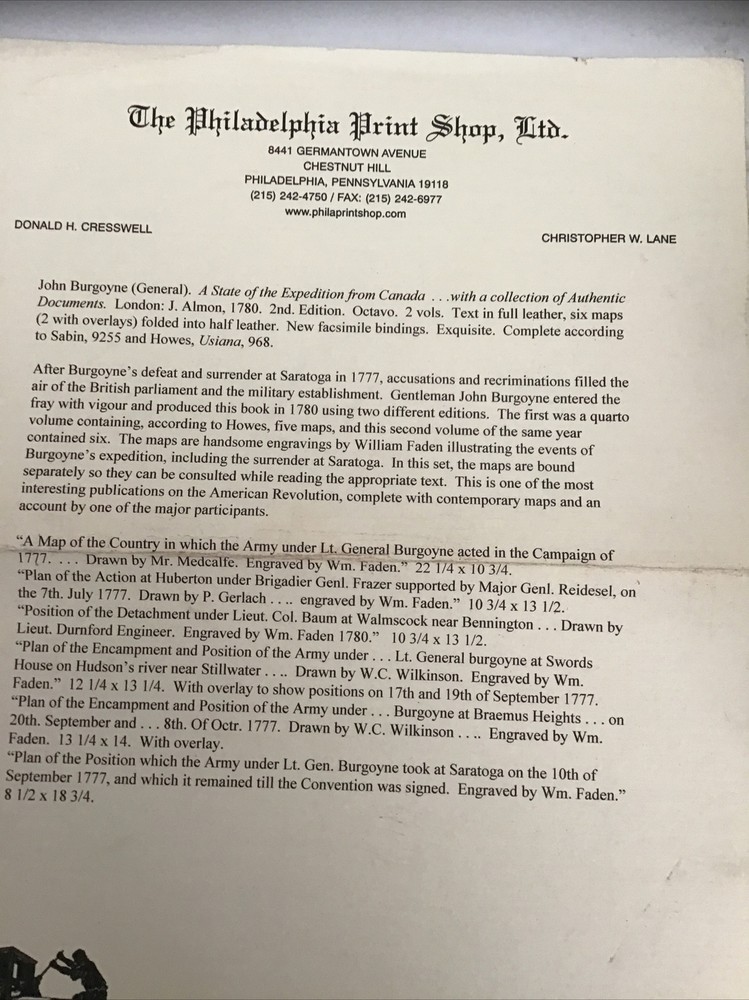 The Philadelphia Print Shop, Ltd.
8441 GERMANTOWN AVENUE
CHESTNUT HILL
PHILADELPHIA, PENNSYLVANIA 19118
(215) 242-4750 / FAX: (215) 242-6977
www.philaprintshop.com
DONALD H. CRESSWELL
CHRISTOPHER W. LANE
John Burgoyne (General). A State of the Expedition from Canada . . .with a collection of Authentic
Documents. London: J. Almon, 1780. 2nd. Edition. Octavo. 2 vols. Text in full leather, six maps
(2 with overlays) folded into half leather. New facsimile bindings. Exquisite. Complete according
to Sabin, 9255 and Howes, Usiana, 968.
After Burgoyne's defeat and surrender at Saratoga in 1777, accusations and recriminations filled the
air of the British parliament and the military establishment. Gentleman John Burgoyne entered the
fray with vigour and produced this book in 1780 using two different editions. The first was a quarto
volume containing, according to Howes, five maps, and this second volume of the same year
contained six. The maps are handsome engravings by William Faden illustrating the events of
Burgoyne's expedition, including the surrender at Saratoga. In this set, the maps are bound
separately so they can be consulted while reading the appropriate text. This is one of the most
interesting publications on the American Revolution, complete with contemporary maps and an
account by one of the major participants.
“A Map of the Country in which the Army under Lt. General Burgoyne acted in the Campaign of
1777. . . . Drawn by Mr. Medcalfe. Engraved by Wm. Faden.” 22 1/4 x 10 3/4.
“Plan of the Action at Huberton under Brigadier Genl. Frazer supported by Major Genl. Reidesel, on
the 7th. July 1777. Drawn by P. Gerlach . . .. engraved by Wm. Faden.” 10 3/4 x 13 1/2.
“Position of the Detachment under Lieut. Col. Baum at Walmscock near Bennington . . . Drawn by
Lieut. Durnford Engineer. Engraved by Wm. Faden 1780.” 10 3/4 x 13 1/2.
“Plan of the Encampment and Position of the Army under . . . Lt. General burgoyne at Swords
House on Hudson's river near Stillwater . . .. Drawn by W.C. Wilkinson. Engraved by Wm.
Faden.” 12 1/4 x 13 1/4. With overlay to show positions on 17th and 19th of September 1777.
“Plan of the Encampment and Position of the Army under . . . Burgoyne at Braemus Heights . . . on
20th. September and . . . 8th. Of Octr. 1777. Drawn by W.C. Wilkinson . . .. Engraved by Wm.
Faden. 13 1/4 x 14. With overlay.
“Plan of the Position which the Army under Lt. Gen. Burgoyne took at Saratoga on the 10th of
September 1777, and which it remained till the Convention was signed. Engraved by Wm. Faden.”
8 1/2 x 18 3/4.